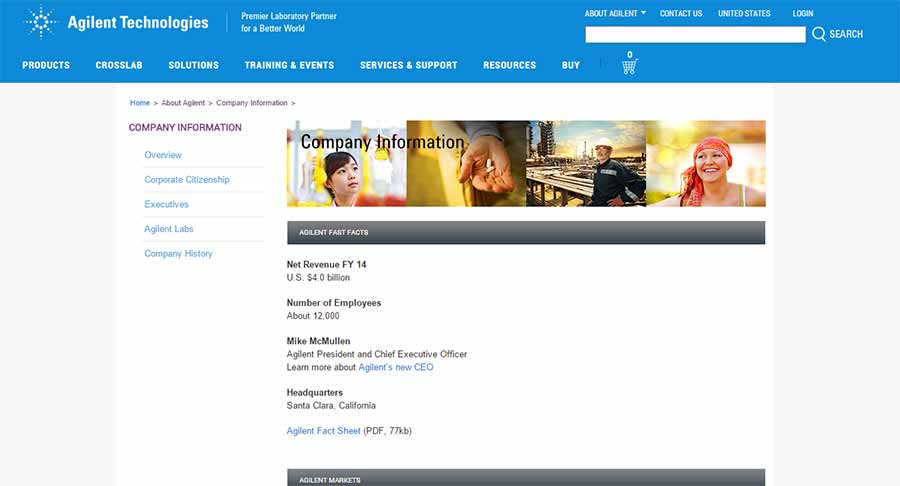 Agilent Technologies
Premier Laboratory Partner
for a Better World
ABOUT AGILENT
CONTACT US
UNITED STATES
LOGIN
SEARCH
PRODUCTS
CROSSLAB
SOLUTIONS
TRAINING & EVENTS
SERVICES & SUPPORT
RESOURCES
BUY
0
Home > About Agilent > Company Information >
COMPANY INFORMATION
Overview
Corporate Citizenship
Executives
Agilent Labs
Company History
Company Information
AGILENT FAST FACTS
Net Revenue FY 14
U.S. $4.0 billion
Number of Employees
About 12,000
Mike McMullen
Agilent President and Chief Executive Officer
Learn more about Agilent's new CEO
Headquarters
Santa Clara, California
Agilent Fact Sheet (PDF, 77kb)
AGILENT MARKETS